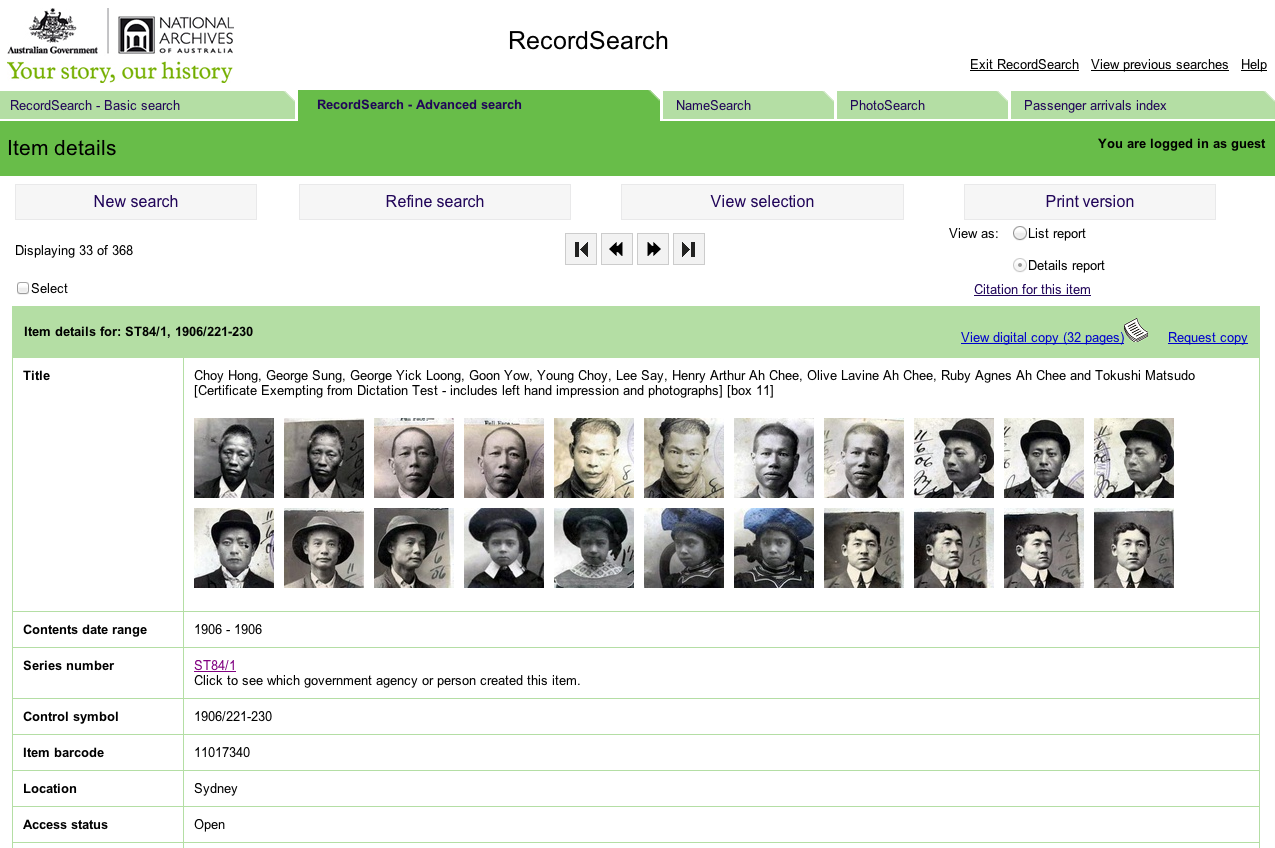 Australian Government
NATIONAL
ARCHIVES
OF AUSTRALIA
Your story, our history
RecordSearch
Exit RecordSearch View previous searches Help
RecordSearch - Basic search RecordSearch - Advanced search NameSearch PhotoSearch Passenger arrivals index
Item details
You are logged in as guest
New search Refine search View selection Print version
Displaying 33 of 368
View as: List report
Details report
Select
Citation for this item
Item details for: ST84/1, 1906/221-230
View digital copy (32 pages) Request copy
Title
Choy Hong, George Sung, George Yick Loong, Goon Yow, Young Choy, Lee Say, Henry Arthur Ah Chee, Olive Lavine Ah Chee, Ruby Agnes Ah Chee and Tokushi Matsudo
[Certificate Exempting from Dictation Test - includes left hand impression and photographs] [box 11]
Contents date range 1906 - 1906
Series number ST84/1
Click to see which government agency or person created this item.
Control symbol 1906/221-230
Item barcode 11017340
Location Sydney
Access status Open